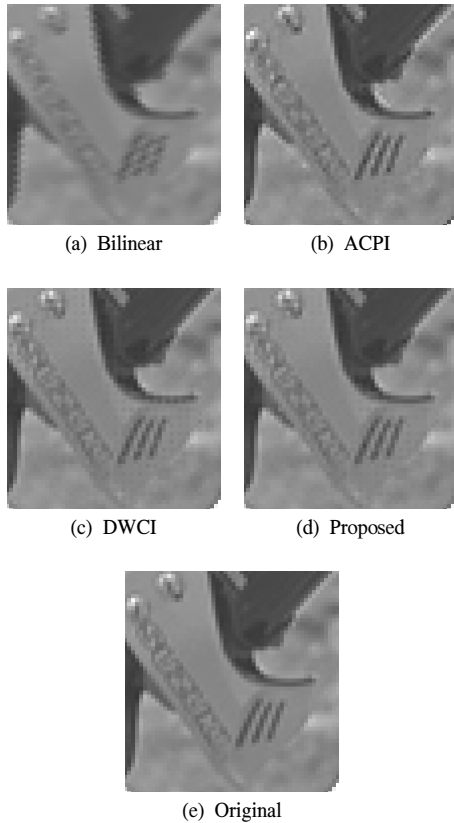 (a) Bilinear
(b) ACPI
(c) DWCI
(d) Proposed
(e) Original